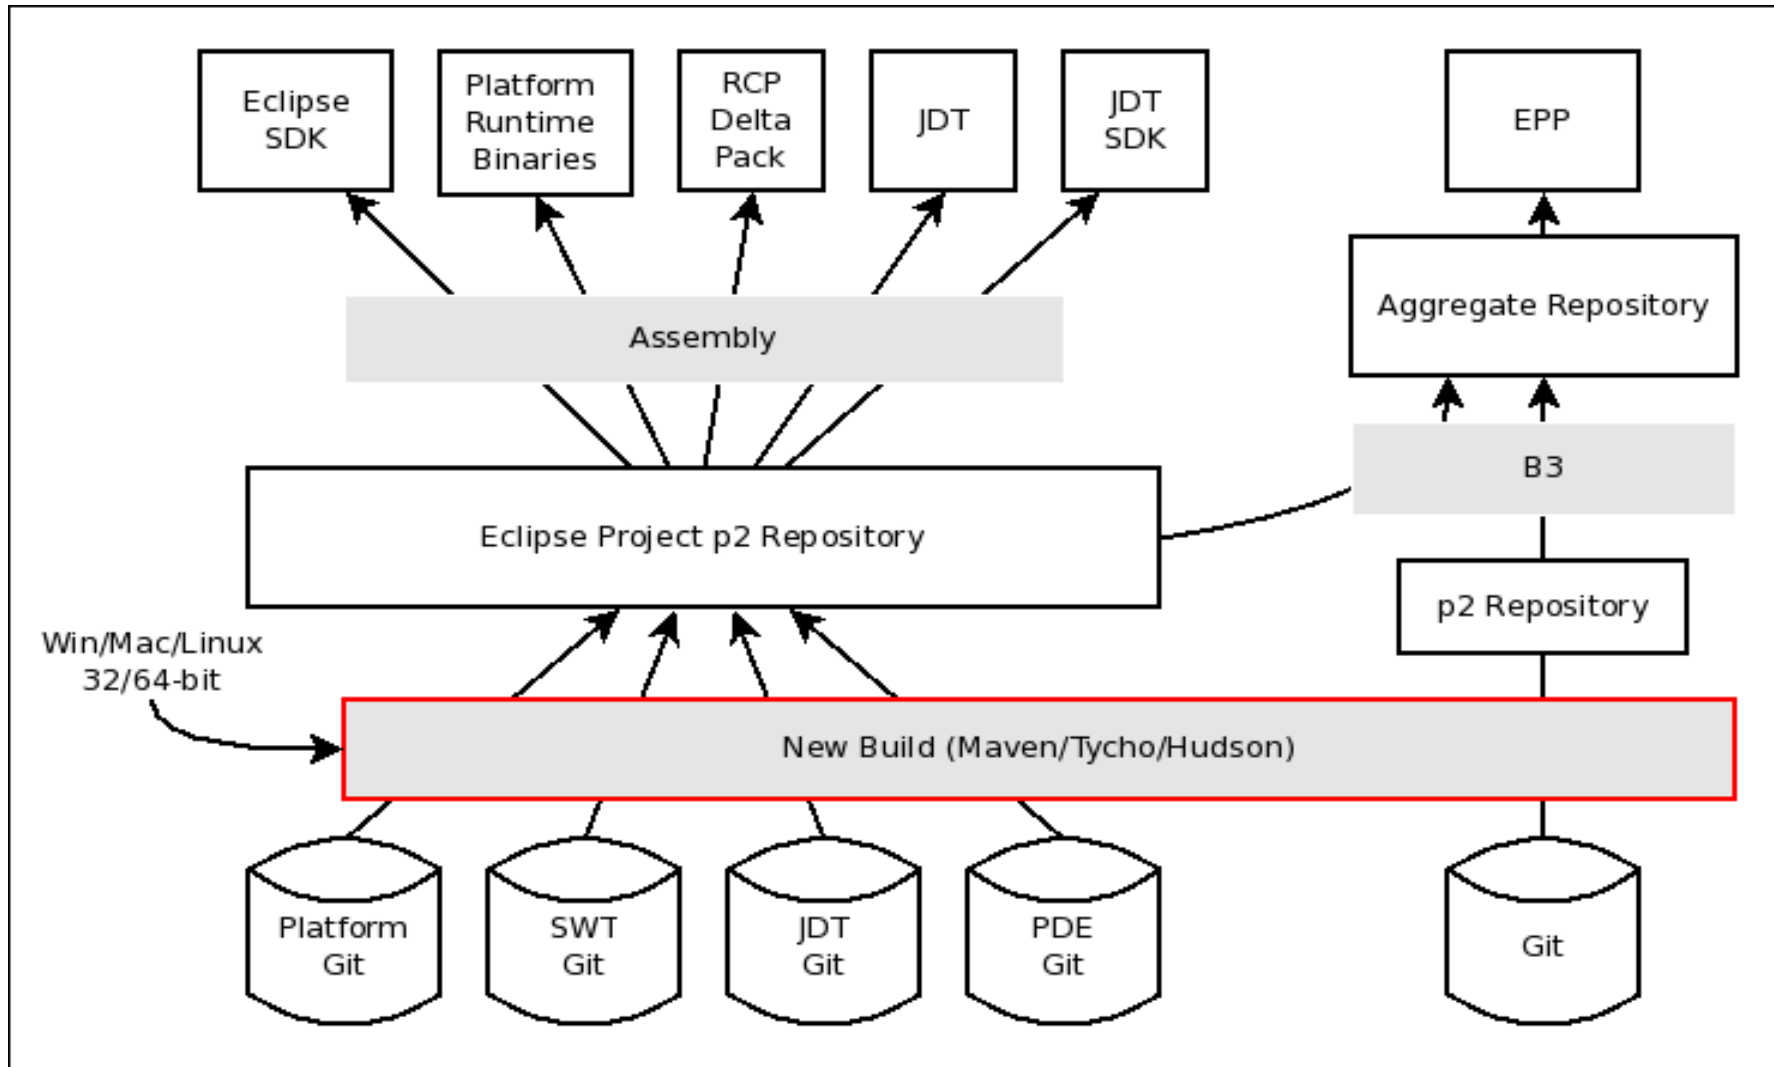 Eclipse
SDK
Platform
Runtime
Binaries
RCP
Delta
Pack
JDT
JDT
SDK
EPP
Aggregate Repository
Assembly
B3
Eclipse Project p2 Repository
p2 Repository
Win/Mac/Linux
32/64-bit
New Build (Maven/Tycho/Hudson)
Platform
Git
SWT
Git
JDT
Git
PDE
Git
Git